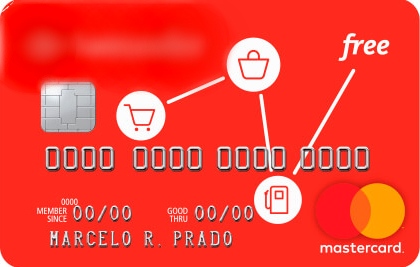 free
0000 0000 0000 0000
0000
MEMBER SINCE 00/00 GOOD THRU 00/00
MARCELO R. PRADO
mastercard.